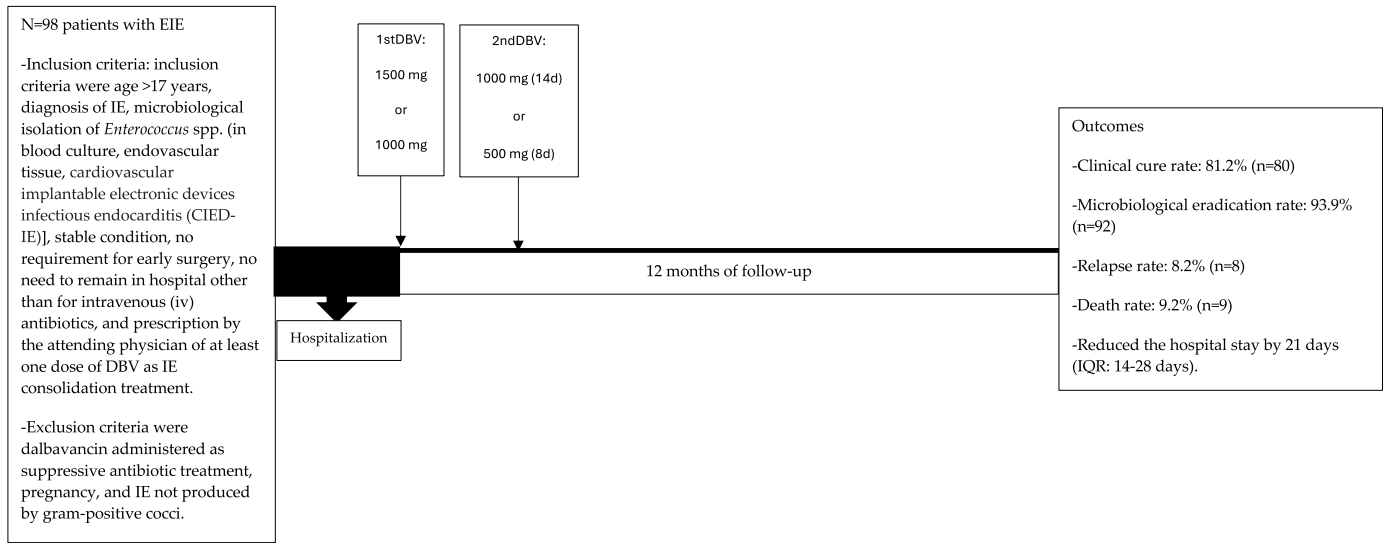 N=98 patients with EIE
-Inclusion criteria: inclusion
criteria were age >17 years,
diagnosis of IE, microbiological
isolation of Enterococcus spp. (in
blood culture, endovascular
tissue, cardiovascular
implantable electronic devices
infectious endocarditis (CIED-
IE)], stable condition, no
requirement for early surgery, no
need to remain in hospital other
than for intravenous (iv)
antibiotics, and prescription by
the attending physician of at least
one dose of DBV as IE
consolidation treatment.
-Exclusion criteria were
dalbavancin administered as
suppressive antibiotic treatment,
pregnancy, and IE not produced
by gram-positive cocci.
1stDBV:
1500 mg
or
1000 mg
2ndDBV:
1000 mg (14d)
or
500 mg (8d)
12 months of follow-up
Hospitalization
Outcomes
-Clinical cure rate: 81.2% (n=80)
-Microbiological eradication rate: 93.9%
(n=92)
-Relapse rate: 8.2% (n=8)
-Death rate: 9.2% (n=9)
-Reduced the hospital stay by 21 days
(IQR: 14-28 days).